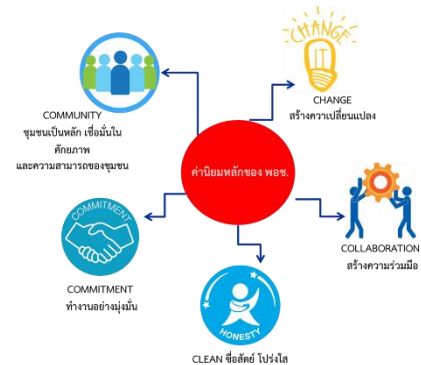 CHANGE
IT
COMMUNITY
ชุมชนเป็นหลัก เชื่อมั่นใน
ศักยภาพ
และความสามารถของชุมชน
CHANGE
สร้างควาเปลี่ยนแปลง
ค่านิยมหลักของ พอช.
COMMITMENT
COLLABORATION
สร้างความร่วมมือ
COMMITMENT
ทำงานอย่างมุ่งมั่น
HONESTY
CLEAN ซื่อสัตย์ โปร่งใส